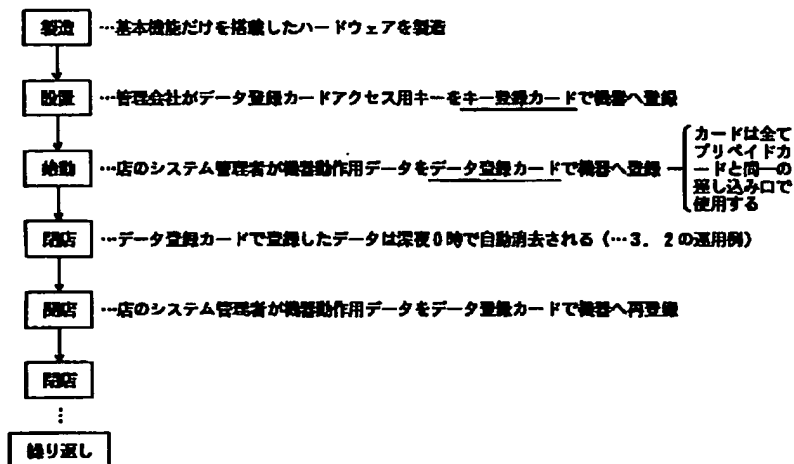 製造 …基本機能だけを搭載したハードウェアを製造
設置 …管理会社がデータ登録カードアクセス用キーをキー登録カードで機器へ登録
始動 …店のシステム管理者が機器動作用データをデータ登録カードで機器へ登録
カードは全て
プリペイドカ
ードと同一の
差し込み口で
使用する
閉店 …データ登録カードで登録したデータは深夜0時で自動消去される(…3.2の運用例)
開店 …店のシステム管理者が機器動作用データをデータ登録カードで機器へ再登録
閉店
⋮
繰り返し